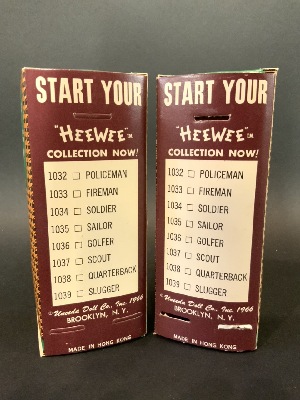 START YOUR
"HEEWEE"™
COLLECTION NOW!
1032 □ POLICEMAN
1033 □ FIREMAN
1034 □ SOLDIER
1035 □ SAILOR
1036 □ GOLFER
1037 □ SCOUT
1038 □ QUARTERBACK
1039 □ SLUGGER
©Uneeda Doll Co., Inc. 1966
BROOKLYN, N. Y.
MADE IN HONG KONG
START YOUR
"HEEWEE"™
COLLECTION NOW!
1032 □ POLICEMAN
1033 □ FIREMAN
1034 □ SOLDIER
1035 □ SAILOR
1036 □ GOLFER
1037 □ SCOUT
1038 □ QUARTERBACK
1039 □ SLUGGER
©Uneeda Doll Co., Inc. 1966
BROOKLYN, N. Y.
MADE IN HONG KONG